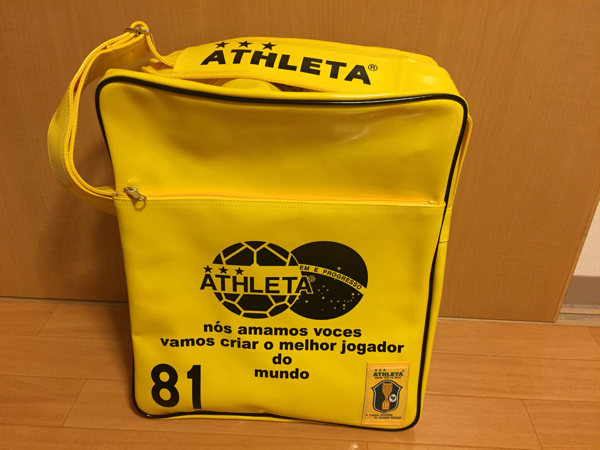 ATHLETA®
EM E PROGRESSO
ATHLETA®
nós amamos voces
vamos criar o melhor jogador
do
mundo
81
ATHLETA